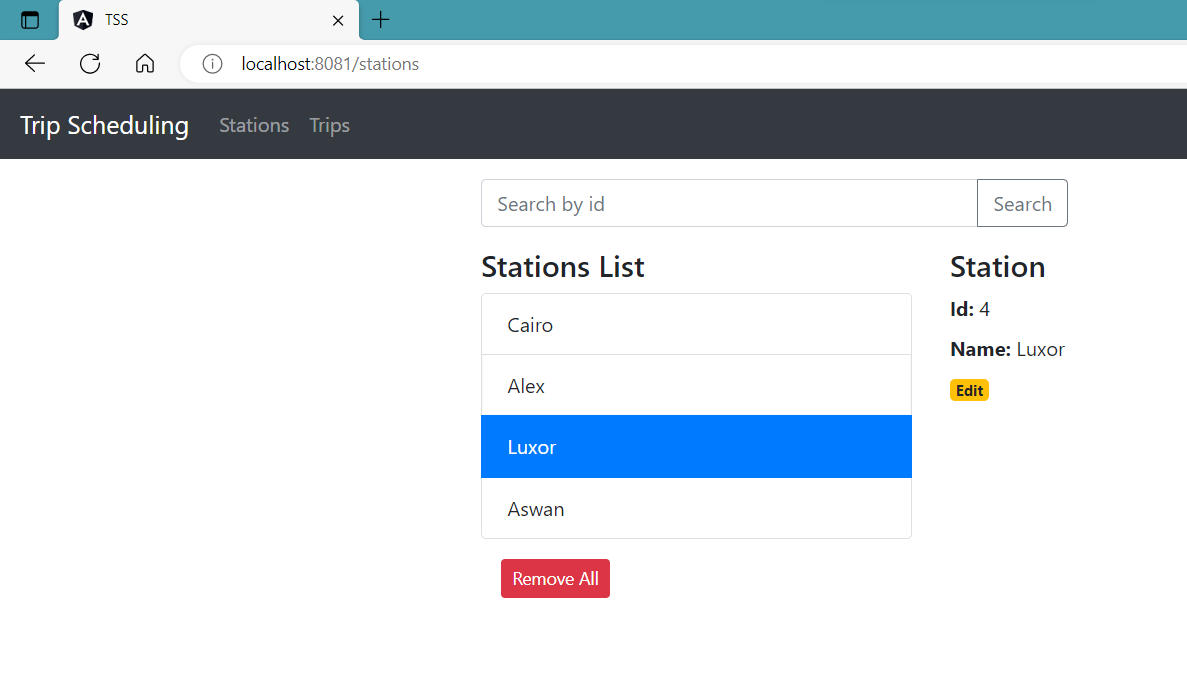 TSS
localhost:8081/stations
Trip Scheduling Stations Trips
Search by id Search
Stations List
Cairo
Alex
Luxor
Aswan
Remove All
Station
Id: 4
Name: Luxor
Edit